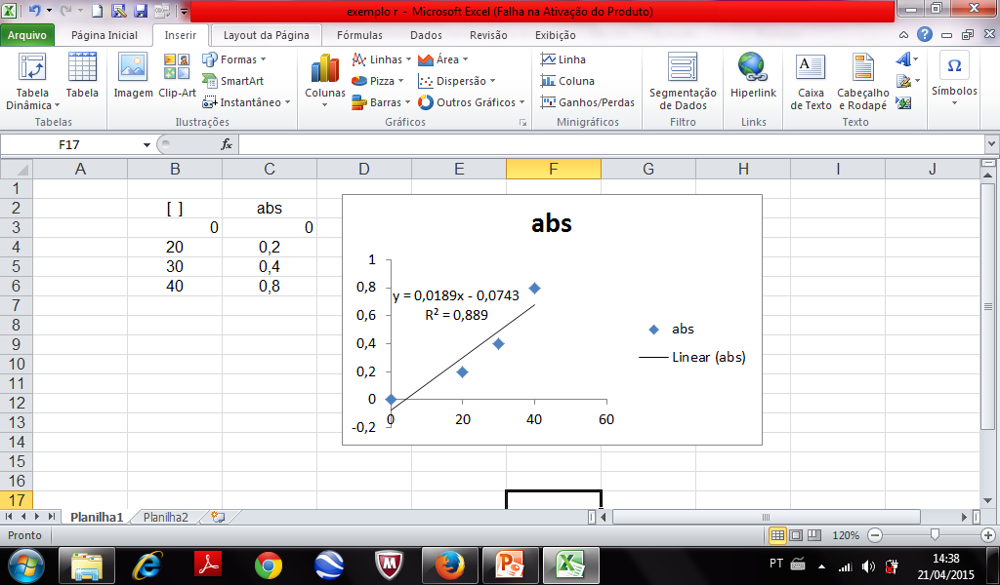 exemplo r - Microsoft Excel (Falha na Ativação do Produto)
Arquivo Página Inicial Inserir Layout da Página Fórmulas Dados Revisão Exibição
Tabela Dinâmica
Tabela
Tabelas
Imagem
Clip-Art
Formas
SmartArt
Instantâneo
Ilustrações
Colunas
Linhas
Pizza
Barras
Área
Dispersão
Outros Gráficos
Gráficos
Linha
Coluna
Ganhos/Perdas
Minigráficos
Segmentação de Dados
Filtro
Hiperlink
Links
Caixa de Texto
Cabeçalho e Rodapé
Texto
Ω
Símbolos
F17 fx
A B C D E F G H I J
1
2 [ ] abs
3 0 0
4 20 0,2
5 30 0,4
6 40 0,8
7
8
9
10
11
12
13
14
15
16
17
abs
1
0,8
0,6
0,4
0,2
0
-0,2
0 20 40 60
y = 0,0189x - 0,0743
R² = 0,889
abs
Linear (abs)
Planilha1 Planilha2
Pronto 120%
PT 14:38
21/04/2015